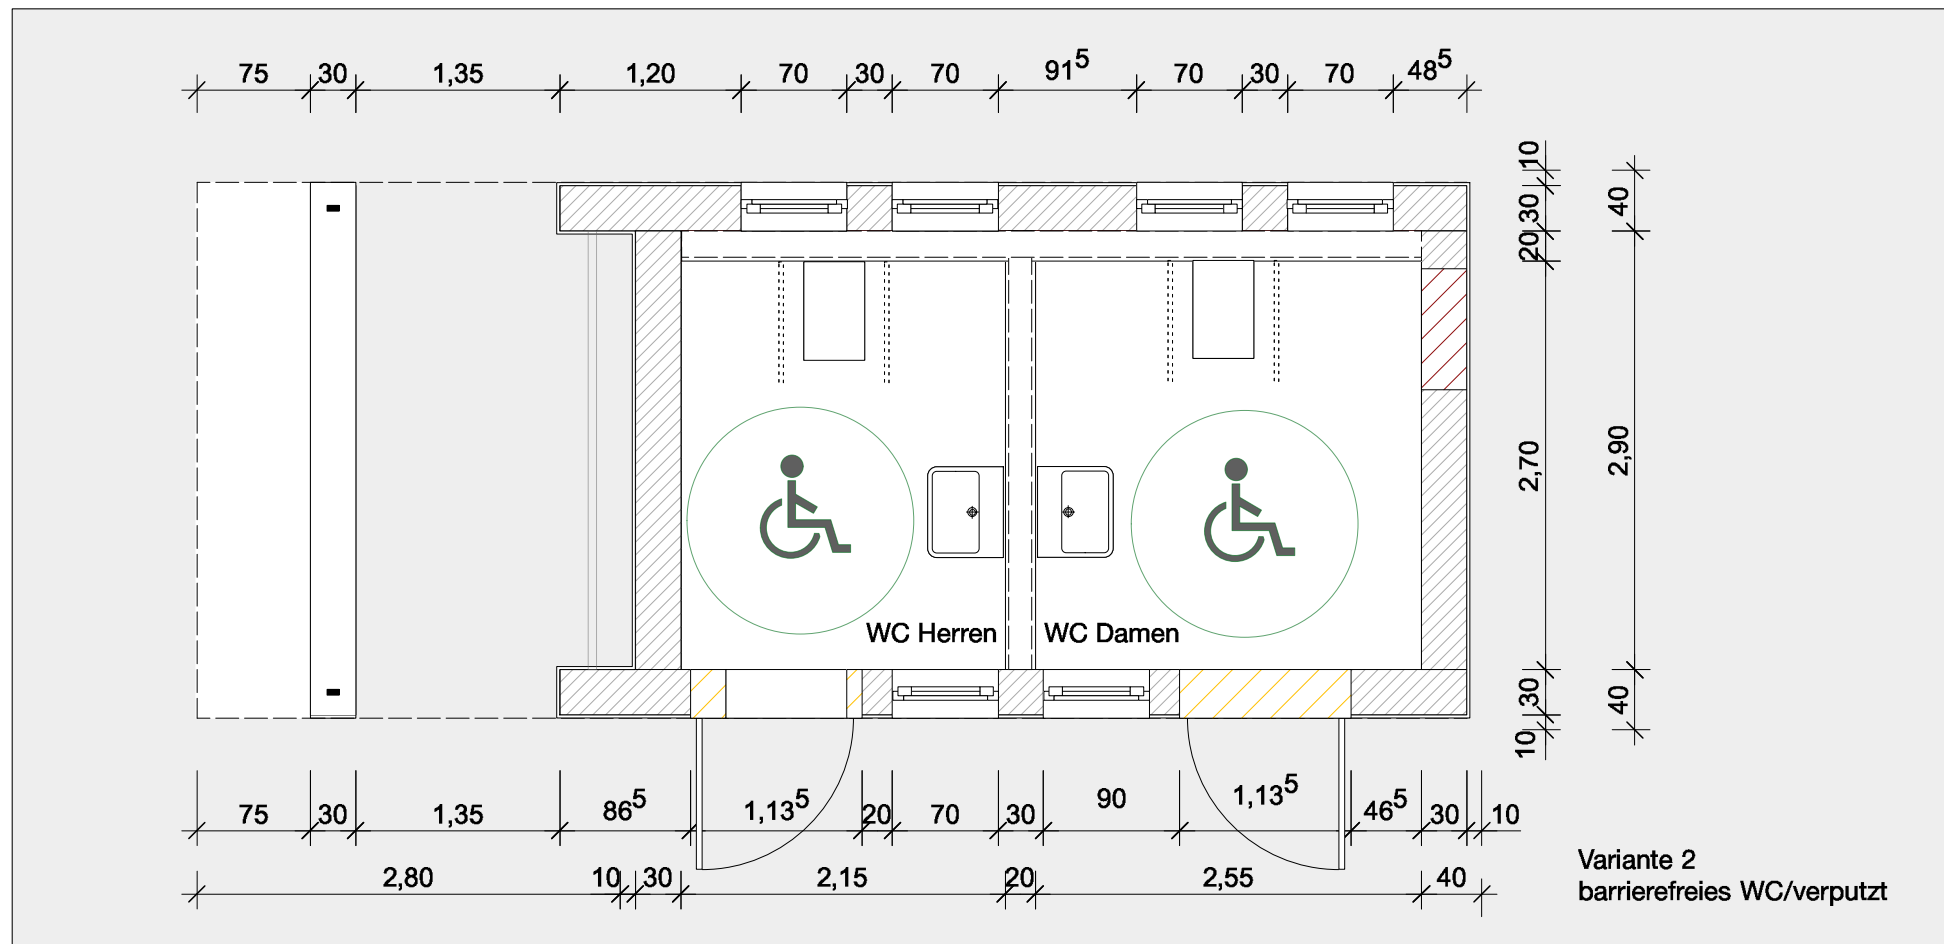 75 30 1,35 1,20 70 30 70 91⁵ 70 30 70 48⁵
10
30
20
2,70
30
10
40
2,90
40
WC Herren WC Damen
75 30 1,35 86⁵ 1,13⁵ 20 70 30 90 1,13⁵ 46⁵ 30 10
2,80 10 30 2,15 20 2,55 40
Variante 2
barrierefreies WC/verputzt